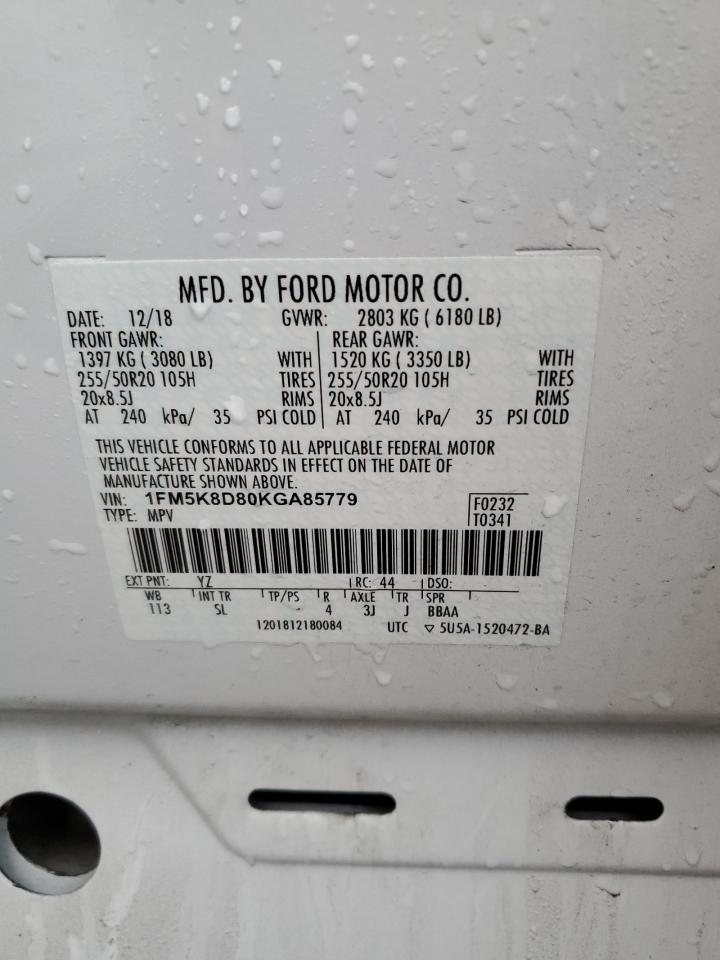 MFD. BY FORD MOTOR CO.
DATE: 12/18 GVWR: 2803 KG ( 6180 LB)
FRONT GAWR: REAR GAWR:
1397 KG ( 3080 LB) WITH 1520 KG ( 3350 LB) WITH
255/50R20 105H TIRES 255/50R20 105H TIRES
20x8.5J RIMS 20x8.5J RIMS
AT 240 kPa/ 35 PSI COLD AT 240 kPa/ 35 PSI COLD
THIS VEHICLE CONFORMS TO ALL APPLICABLE FEDERAL MOTOR
VEHICLE SAFETY STANDARDS IN EFFECT ON THE DATE OF
MANUFACTURE SHOWN ABOVE.
VIN: 1FM5K8D80KGA85779 F0232
TYPE: MPV T0341
EXT PNT: YZ RC: 44 DSO:
WB INT TR TP/PS R AXLE TR SPR
113 SL 4 3J J BBAA
1201812180084 UTC ▽ 5U5A-1520472-BA